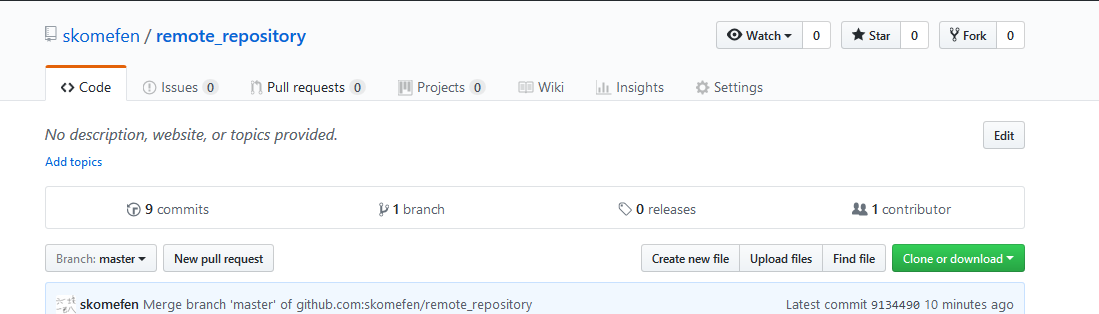 skomefen / remote_repository Watch 0 Star 0 Fork 0
Code Issues 0 Pull requests 0 Projects 0 Wiki Insights Settings
No description, website, or topics provided. Edit
Add topics
9 commits 1 branch 0 releases 1 contributor
Branch: master New pull request Create new file Upload files Find file Clone or download
skomefen Merge branch 'master' of github.com:skomefen/remote_repository Latest commit 9134490 10 minutes ago